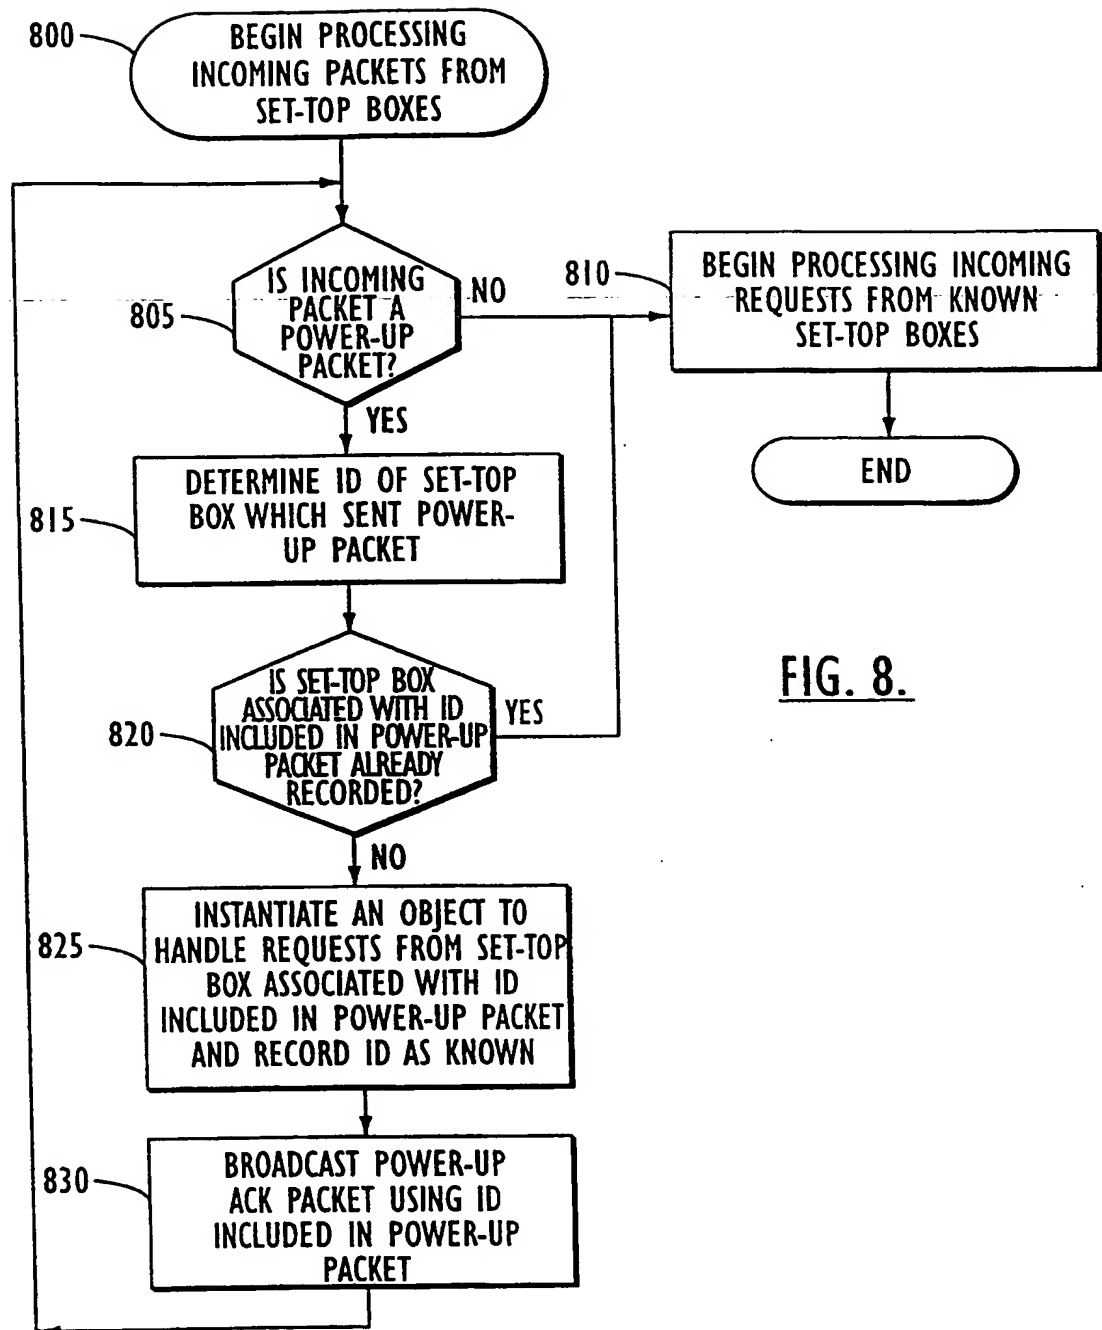 800
BEGIN PROCESSING
INCOMING PACKETS FROM
SET-TOP BOXES
805
IS INCOMING
PACKET A
POWER-UP
PACKET?
NO
YES
810
BEGIN PROCESSING INCOMING
REQUESTS FROM KNOWN
SET-TOP BOXES
END
815
DETERMINE ID OF SET-TOP
BOX WHICH SENT POWER-
UP PACKET
820
IS SET-TOP BOX
ASSOCIATED WITH ID
INCLUDED IN POWER-UP
PACKET ALREADY
RECORDED?
YES
NO
FIG. 8.
825
INSTANTIATE AN OBJECT TO
HANDLE REQUESTS FROM SET-TOP
BOX ASSOCIATED WITH ID
INCLUDED IN POWER-UP PACKET
AND RECORD ID AS KNOWN
830
BROADCAST POWER-UP
ACK PACKET USING ID
INCLUDED IN POWER-UP
PACKET